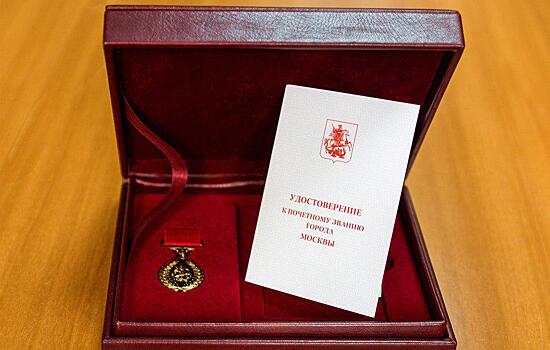 УДОСТОВЕРЕНИЕ
К ПОЧЕТНОМУ ЗВАНИЮ
ГОРОДА
МОСКВЫ